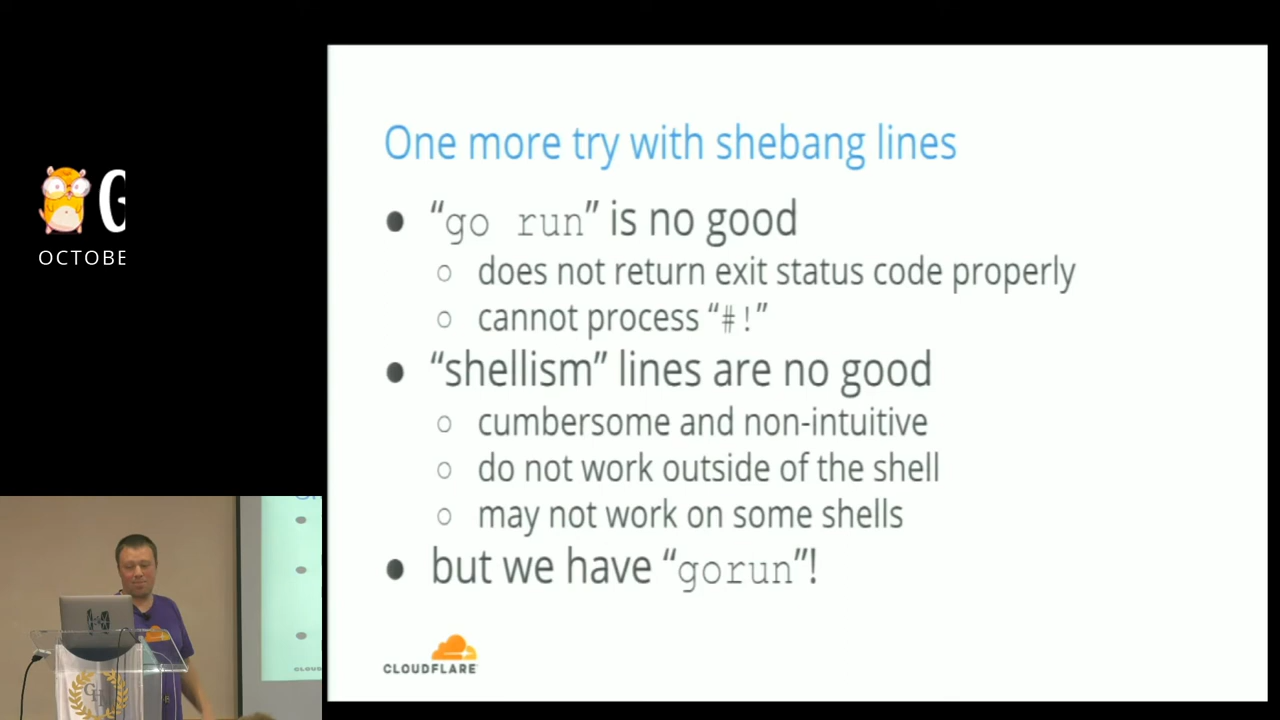 G
OCTOBE
One more try with shebang lines
● “go run” is no good
○ does not return exit status code properly
○ cannot process “#!”
● “shellism” lines are no good
○ cumbersome and non-intuitive
○ do not work outside of the shell
○ may not work on some shells
● but we have “gorun”!
CLOUDFLARE